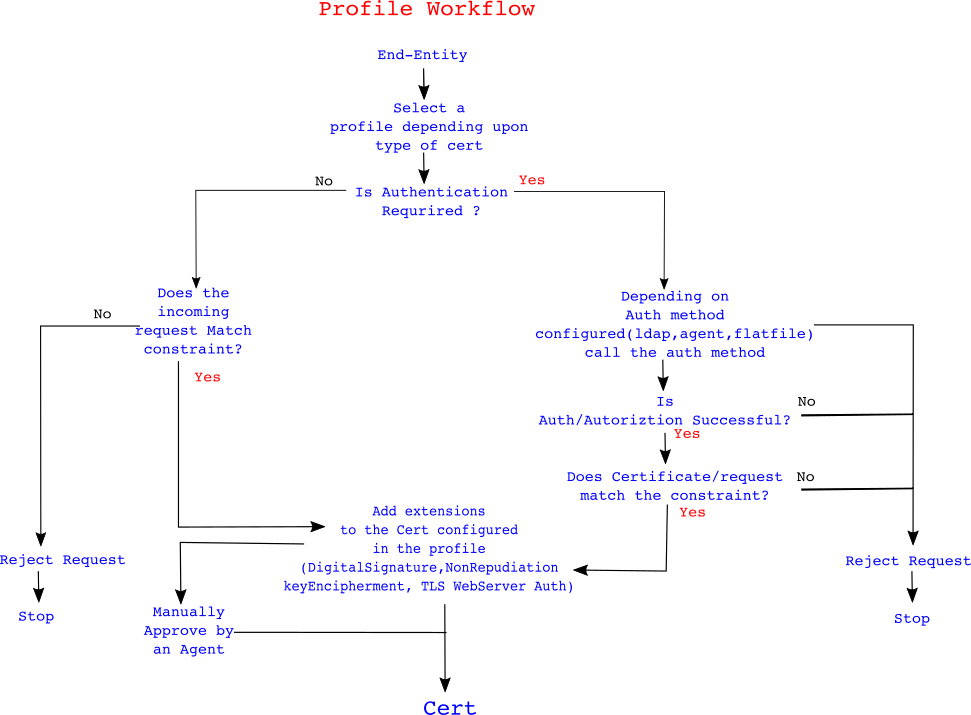 Profile Workflow
End-Entity
Select a
profile depending upon
type of cert
No
Yes
Is Authentication
Requrired ?
Does the
incoming
request Match
constraint?
No
Yes
Depending on
Auth method
configured(ldap,agent,flatfile)
call the auth method
Is
Auth/Autoriztion Successful?
No
Yes
Does Certificate/request
match the constraint?
No
Yes
Add extensions
to the Cert configured
in the profile
(DigitalSignature,NonRepudiation
keyEncipherment, TLS WebServer Auth)
Reject Request
Stop
Manually
Approve by
an Agent
Reject Request
Stop
Cert